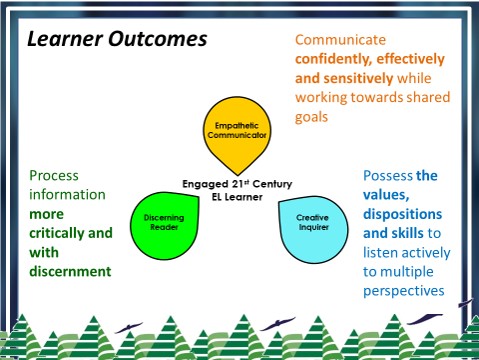 Learner Outcomes
Communicate
confidently, effectively
and sensitively while
working towards shared
goals
Empathetic
Communicator
Engaged 21st Century
EL Learner
Process
information
more
critically and
with
discernment
Discerning
Reader
Creative
Inquirer
Possess the
values,
dispositions
and skills to
listen actively
to multiple
perspectives